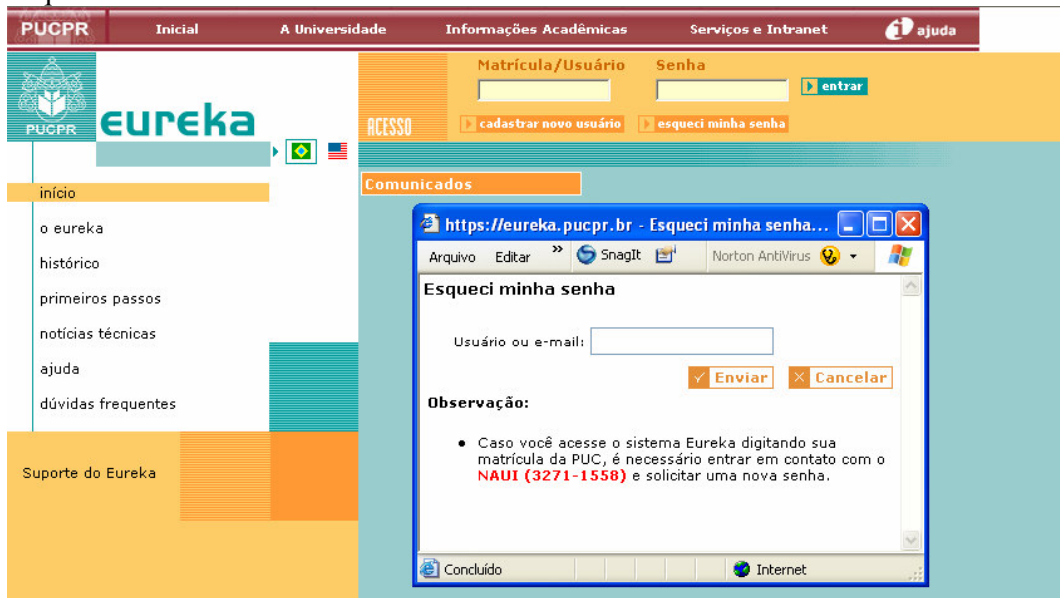 PUCPR Inicial A Universidade Informações Acadêmicas Serviços e Intranet ajuda
Matrícula/Usuário Senha
entrar
PUCPR eureka
ACESSO cadastrar novo usuário esqueci minha senha
Comunicados
início
o eureka
histórico
primeiros passos
notícias técnicas
ajuda
dúvidas frequentes
Suporte do Eureka
https://eureka.pucpr.br - Esqueci minha senha...
Arquivo Editar » SnagIt Norton AntiVirus
Esqueci minha senha
Usuário ou e-mail:
Enviar Cancelar
Observação:
• Caso você acesse o sistema Eureka digitando sua
matrícula da PUC, é necessário entrar em contato com o
NAUI (3271-1558) e solicitar uma nova senha.
Concluído Internet